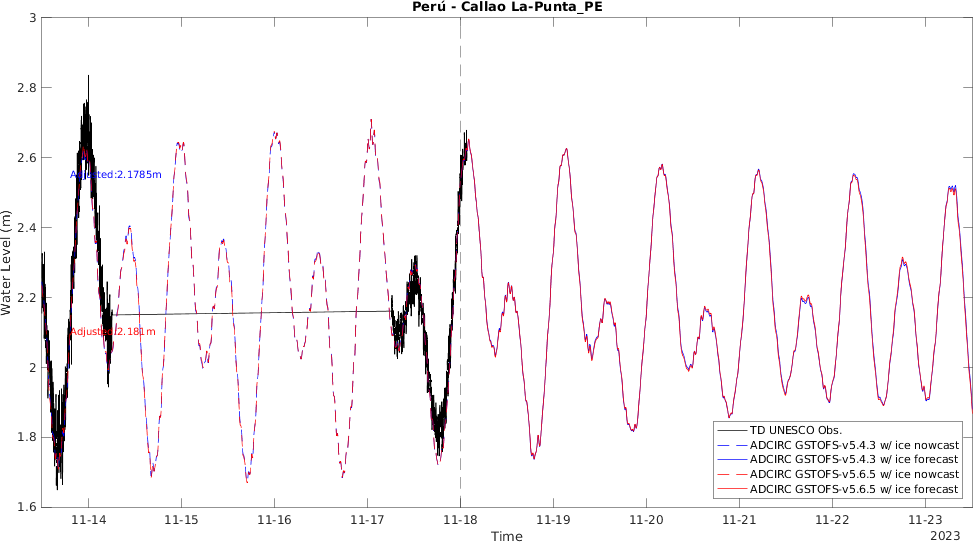 Perú - Callao La-Punta_PE
Water Level (m)
3
2.8
2.6
2.4
2.2
2
1.8
1.6
Adjusted:2.1785m
Adjusted:2.181m
TD UNESCO Obs.
ADCIRC GSTOFS-v5.4.3 w/ ice nowcast
ADCIRC GSTOFS-v5.4.3 w/ ice forecast
ADCIRC GSTOFS-v5.6.5 w/ ice nowcast
ADCIRC GSTOFS-v5.6.5 w/ ice forecast
11-14 11-15 11-16 11-17 11-18 11-19 11-20 11-21 11-22 11-23
Time
2023